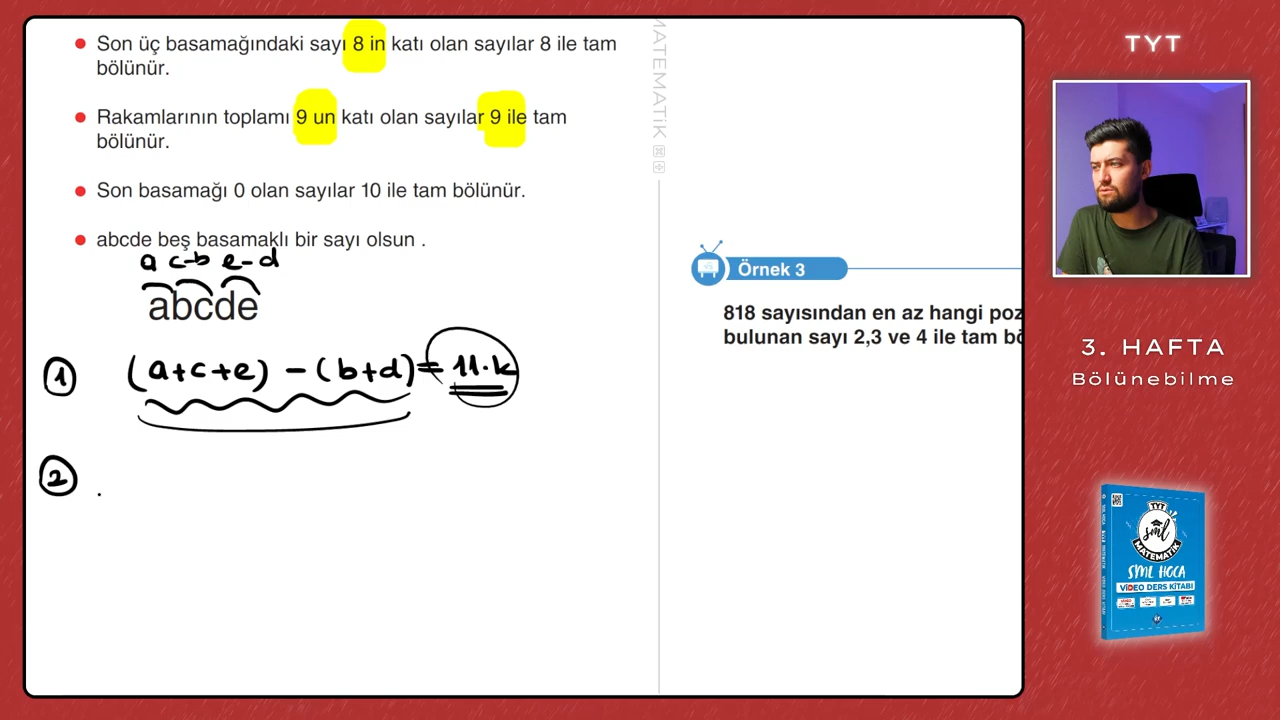 Son üç basamağındaki sayı 8 in katı olan sayılar 8 ile tam
bölünür.
Rakamlarının toplamı 9 un katı olan sayılar 9 ile tam
bölünür.
Son basamağı 0 olan sayılar 10 ile tam bölünür.
abcde beş basamaklı bir sayı olsun .
a c-b e-d
abcde
1 (a+c+e) - (b+d) = 11.k
2 .
MATEMATİK
Örnek 3
818 sayısından en az hangi poz
bulunan sayı 2,3 ve 4 ile tam bö
TYT
3. HAFTA
Bölünebilme
TYT
sml
MATEMATİK
SML HOCA
VİDEO DERS KİTABI